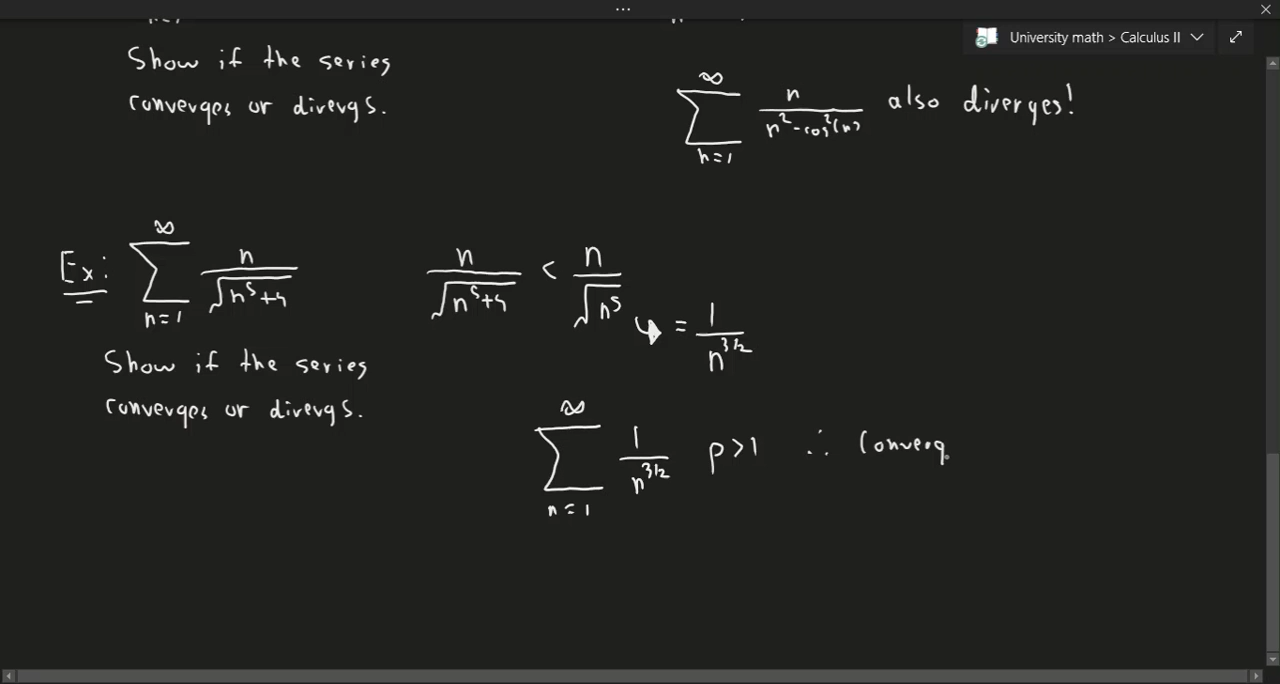 University math > Calculus II
Show if the series
converges or divergs.
∞
∑ n/(n²-cos²(n)) also diverges!
n=1
Ex: ∞
∑ n/√(n⁵+4)
n=1
n/√(n⁵+4) < n/√n⁵
= 1/n^(3/2)
Show if the series
converges or divergs.
∞
∑ 1/n^(3/2) p>1 ∴ Converg
n=1